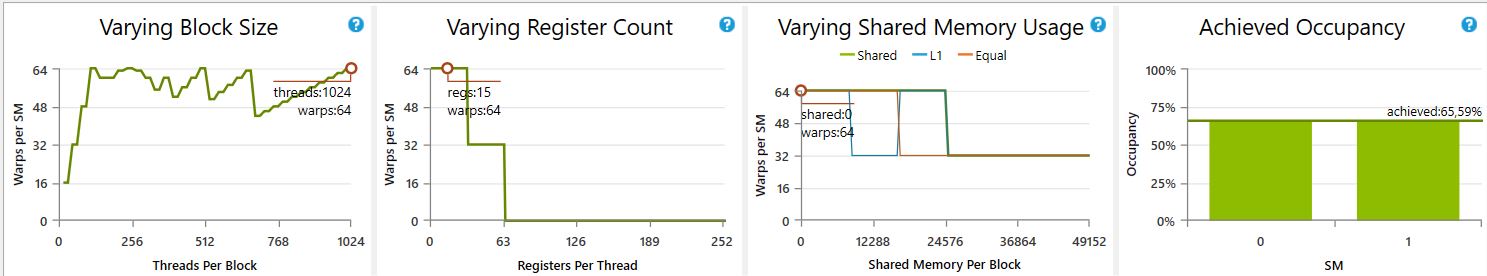 Varying Block Size ?
64
48
32
16
0
Warps per SM
threads:1024
warps:64
0 256 512 768 1024
Threads Per Block
Varying Register Count ?
64
48
32
16
0
Warps per SM
regs:15
warps:64
0 63 126 189 252
Registers Per Thread
Varying Shared Memory Usage ?
Shared L1 Equal
64
48
32
16
0
Warps per SM
shared:0
warps:64
0 12288 24576 36864 49152
Shared Memory Per Block
Achieved Occupancy ?
100%
75%
50%
25%
0%
Occupancy
achieved:65,59%
0 1
SM